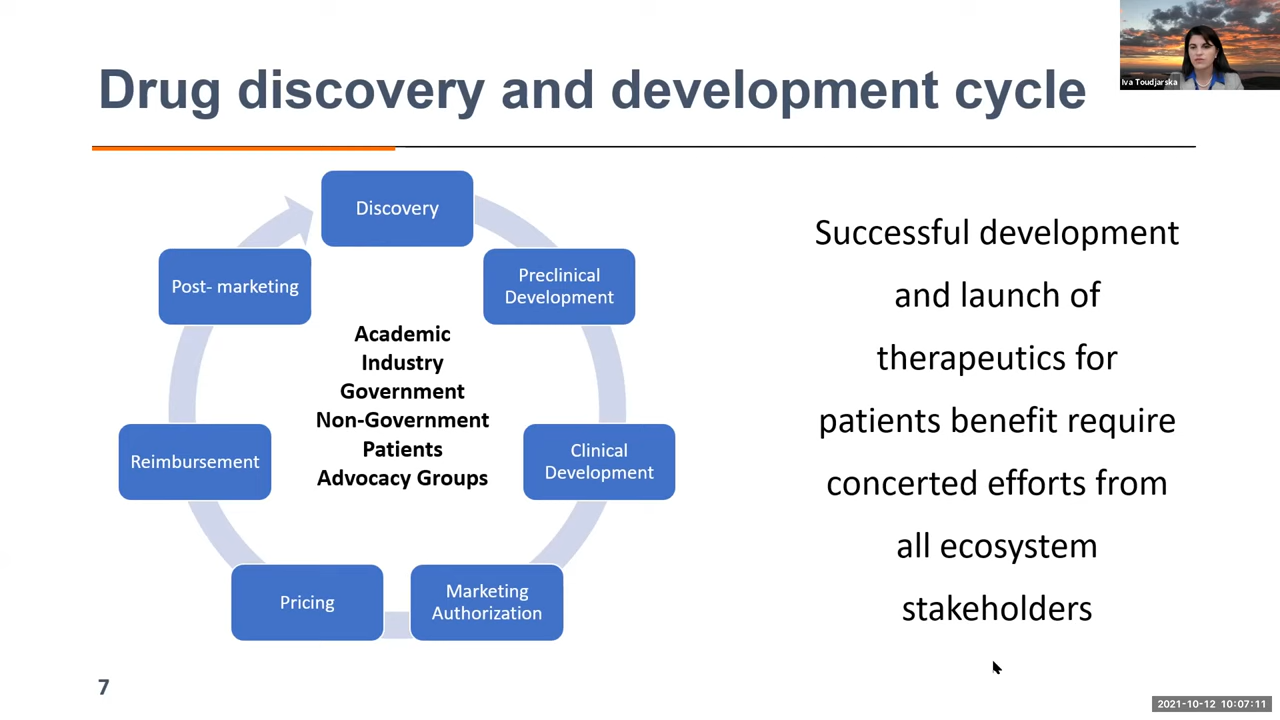 Drug discovery and development cycle
Iva Toudjarska
Discovery
Preclinical
Development
Clinical
Development
Marketing
Authorization
Pricing
Reimbursement
Post- marketing
Academic
Industry
Government
Non-Government
Patients
Advocacy Groups
Successful development
and launch of
therapeutics for
patients benefit require
concerted efforts from
all ecosystem
stakeholders
7
2021-10-12 10:07:11